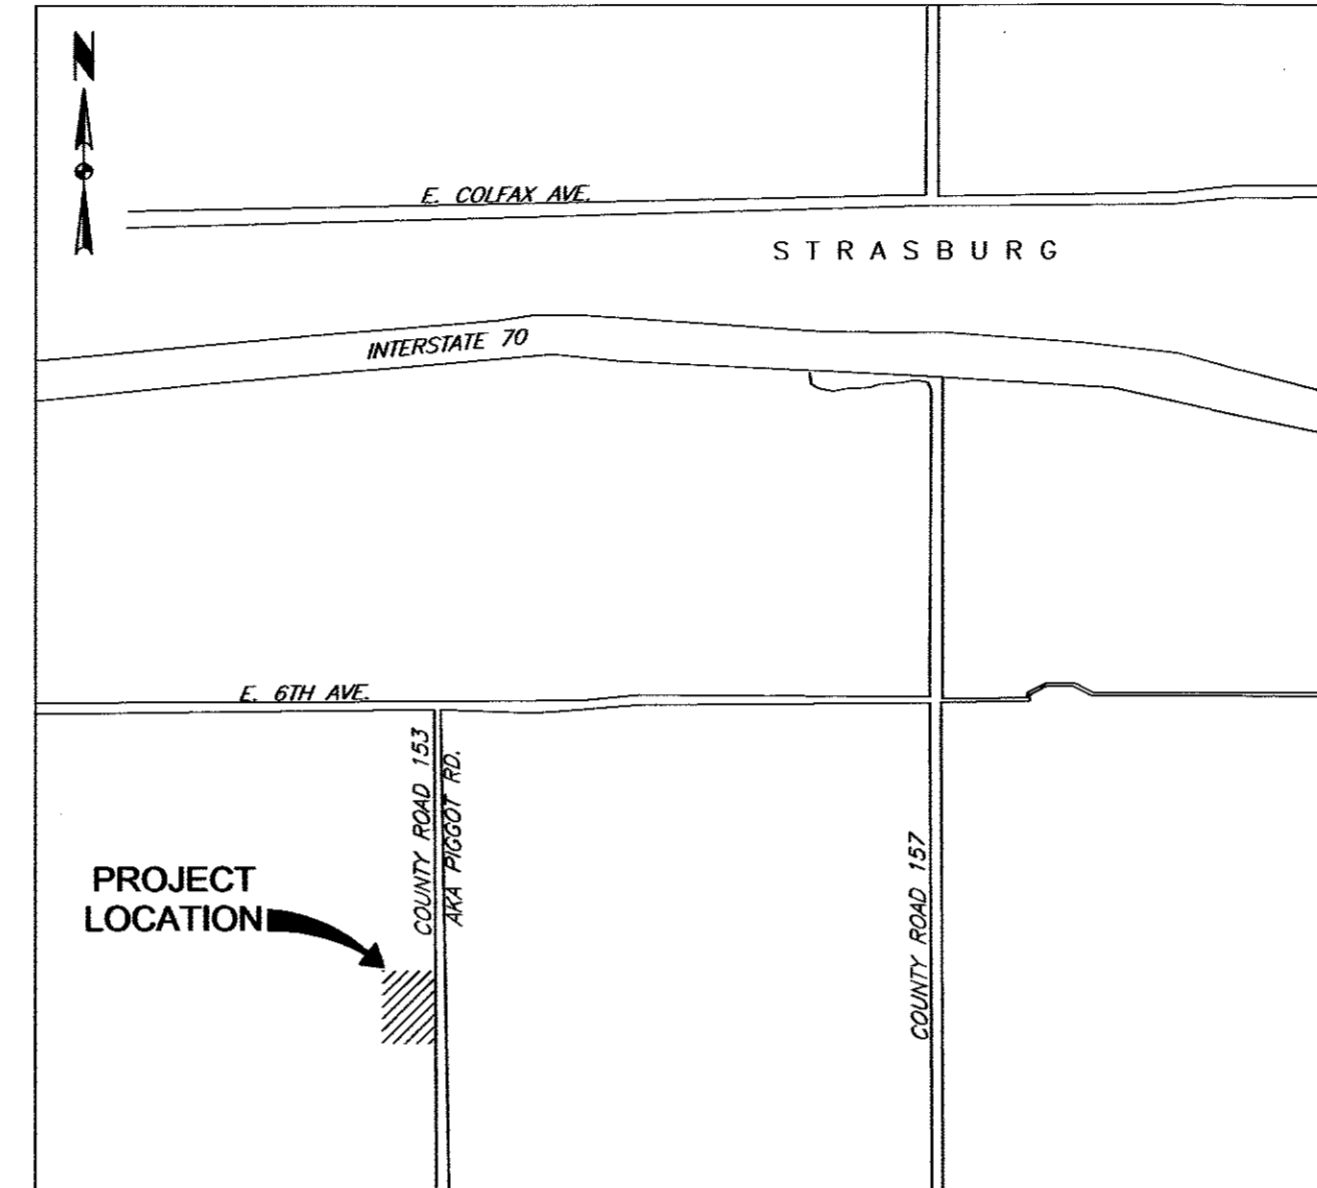 N
E. COLFAX AVE.
STRASBURG
INTERSTATE 70
E. 6TH AVE.
COUNTY ROAD 153
AKA PIGGOT RD.
PROJECT
LOCATION
COUNTY ROAD 157